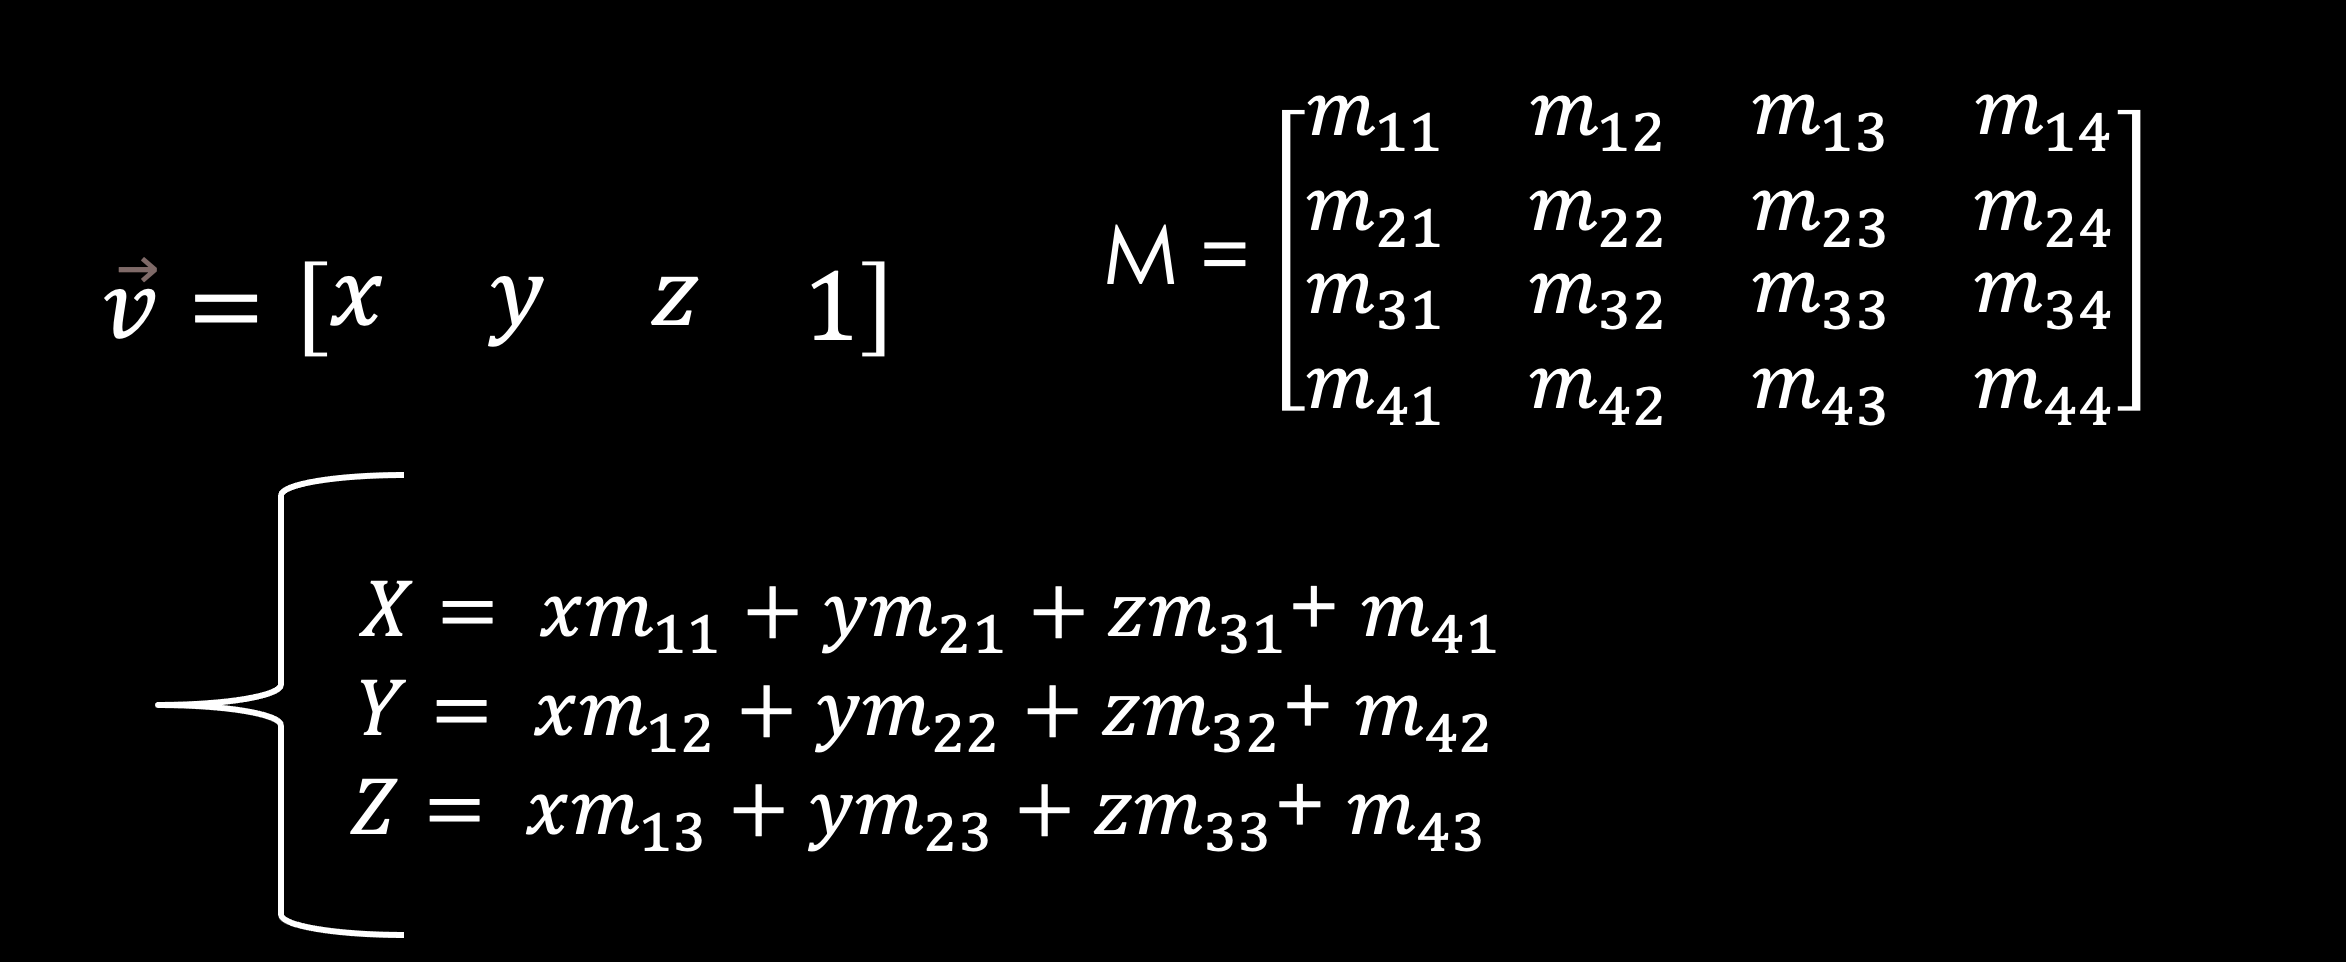 v⃗ = [x y z 1]
M = [m₁₁ m₁₂ m₁₃ m₁₄
m₂₁ m₂₂ m₂₃ m₂₄
m₃₁ m₃₂ m₃₃ m₃₄
m₄₁ m₄₂ m₄₃ m₄₄]
X = xm₁₁ + ym₂₁ + zm₃₁ + m₄₁
Y = xm₁₂ + ym₂₂ + zm₃₂ + m₄₂
Z = xm₁₃ + ym₂₃ + zm₃₃ + m₄₃